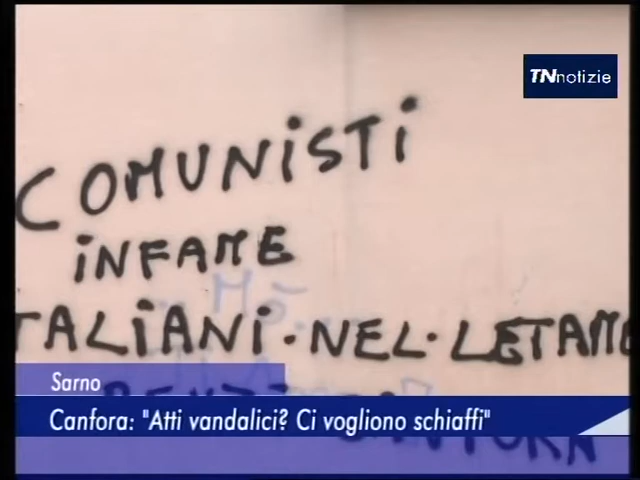 TNnotizie
COMUNISTI
INFAME
TALIANI·NEL·LETAME
Sarno
Canfora: "Atti vandalici? Ci vogliono schiaffi"